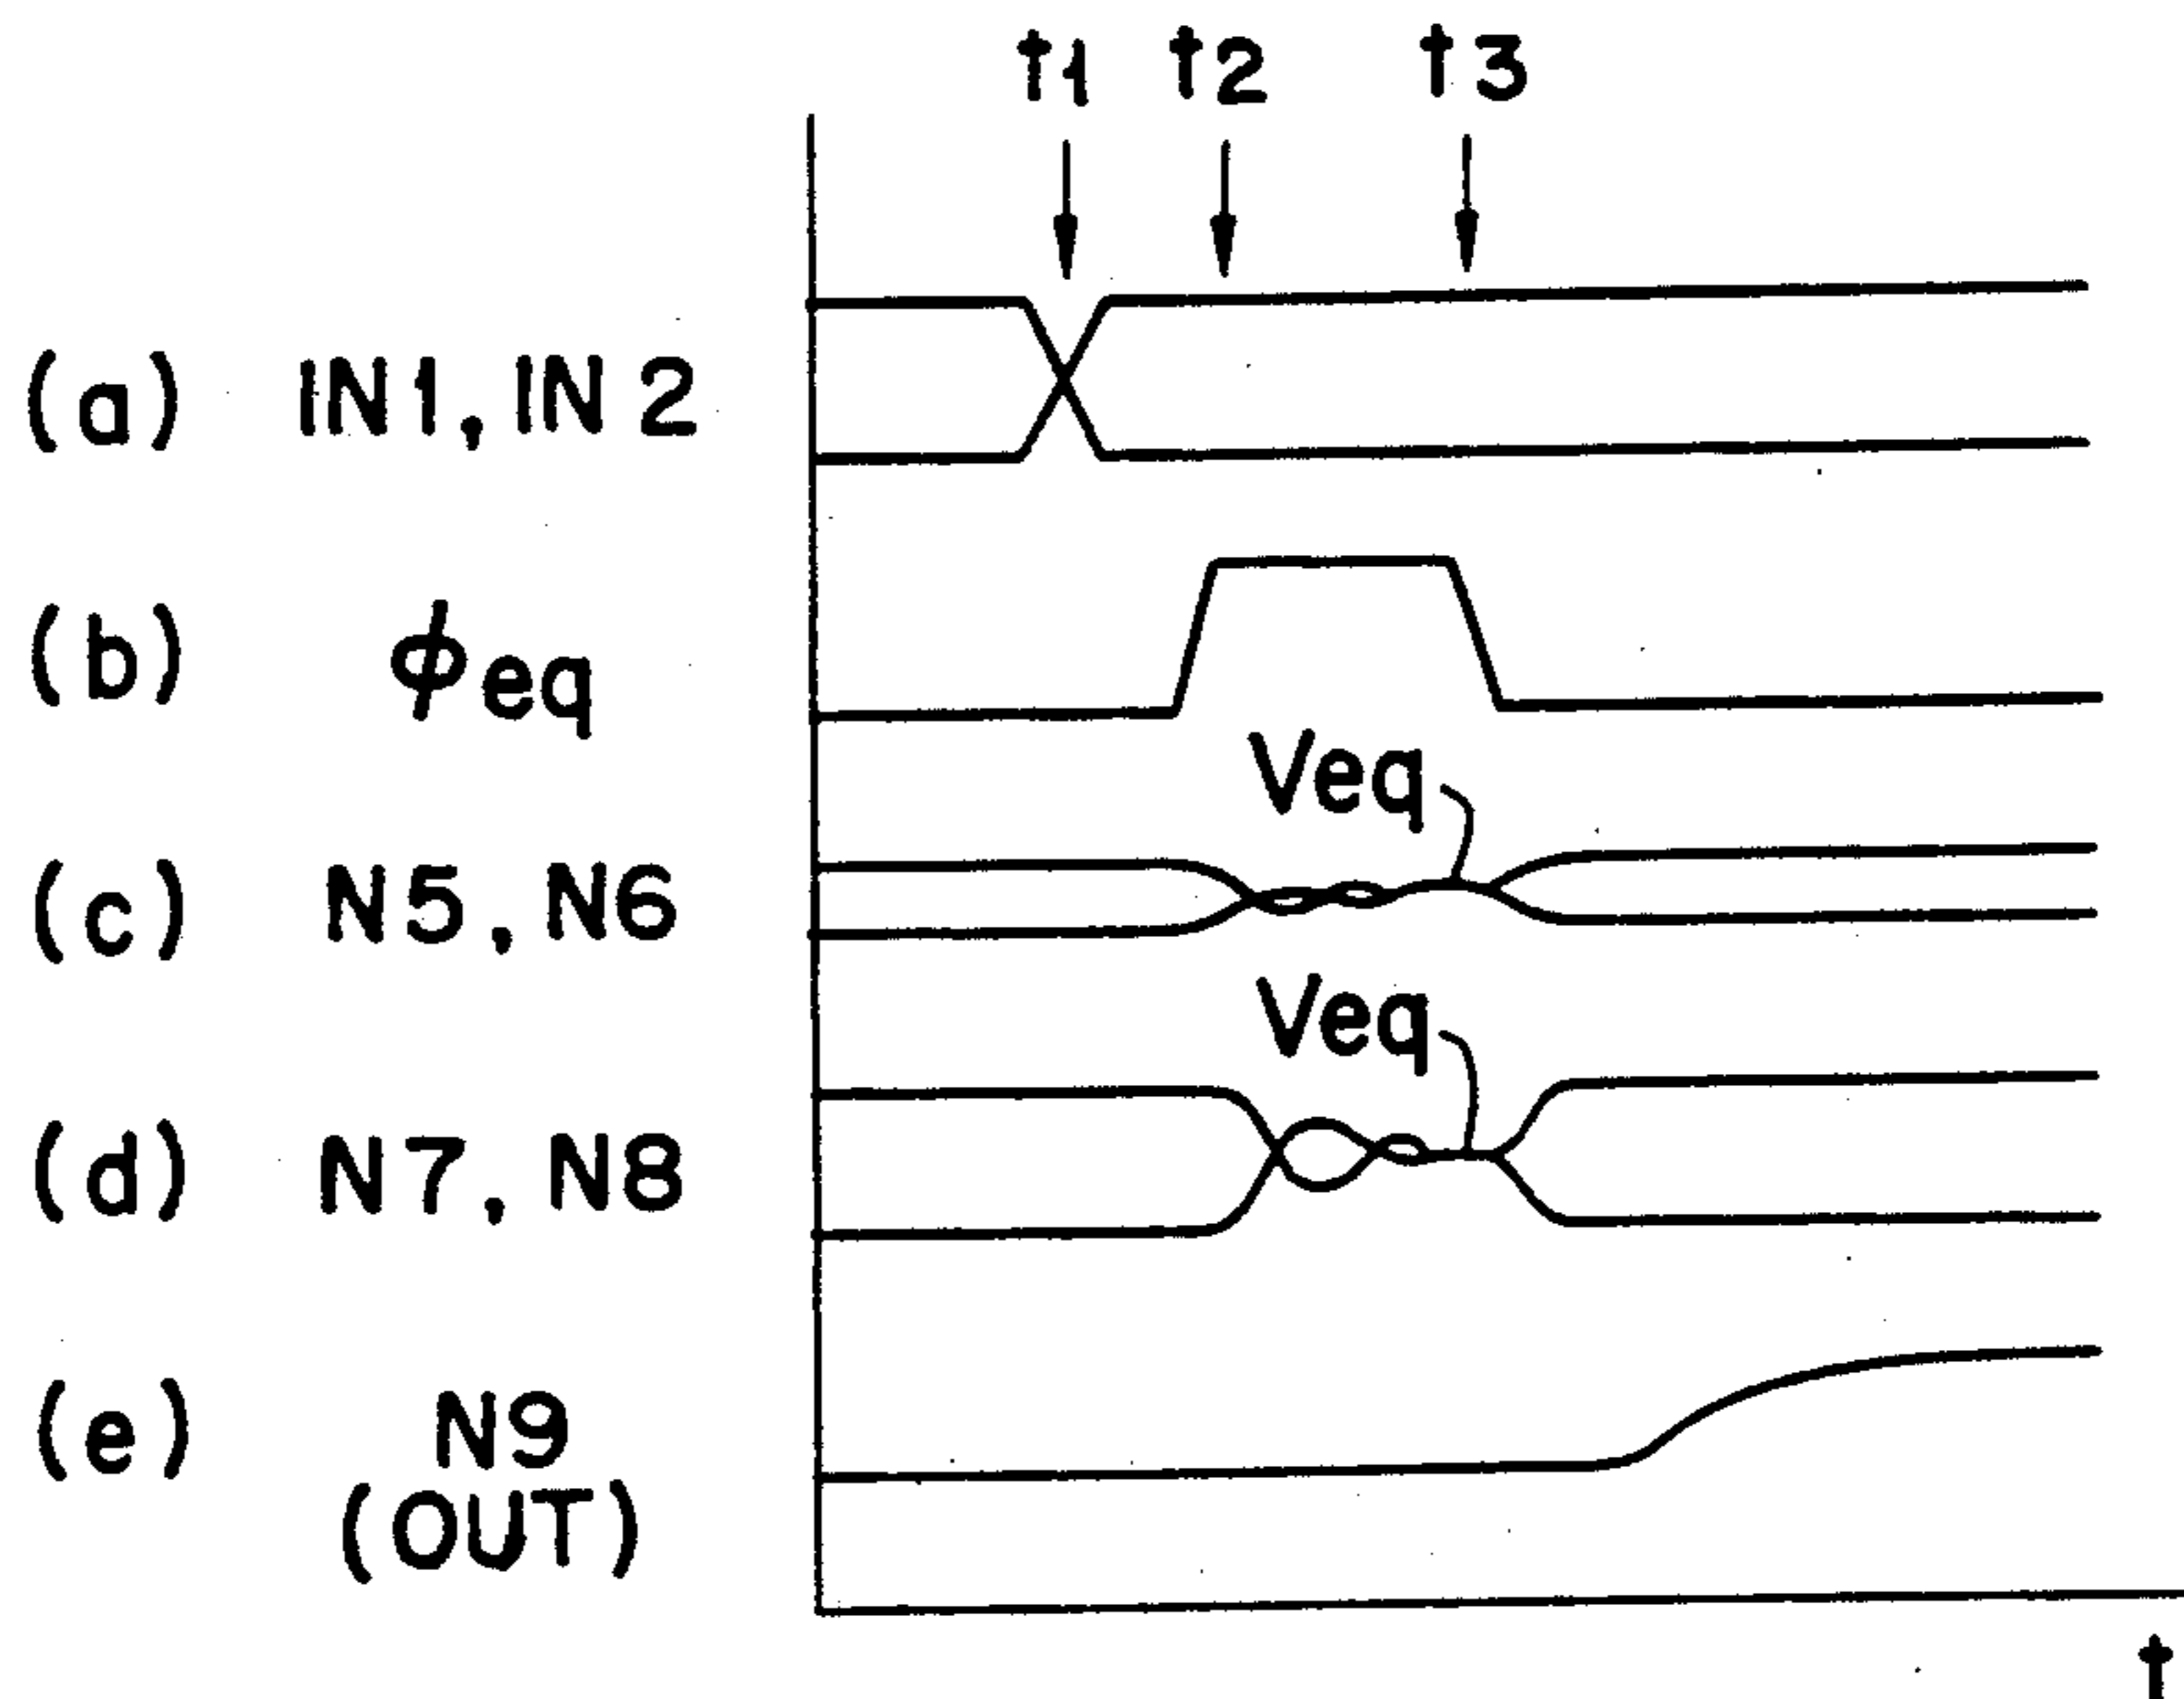 t1 t2 t3
(a) IN1, IN2
(b) ϕeq
Veq
(c) N5, N6
Veq
(d) N7, N8
(e) N9
(OUT)
t